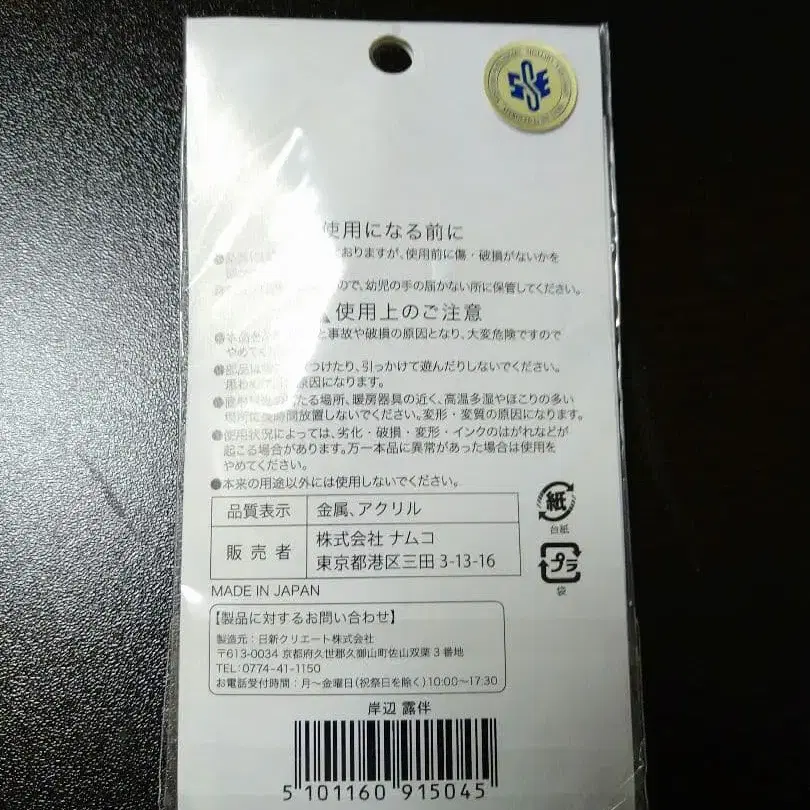 使用になる前に
おりますが、使用前に傷・破損がないかを
ので、幼児の手の届かない所に保管してください。
使用上のご注意
と事故や破損の原因となり、大変危険ですので
やめてください
つけたり、引っかけて遊んだりしないでください。
原因になります。
たる場所、暖房器具の近く、高温多湿やほこりの多い
場所に長時間放置しないでください。変形・変質の原因になります。
●使用状況によっては、劣化・破損・変形・インクのはがれなどが
起こる場合があります。万一本品に異常があった場合は使用を
やめてください。
●本来の用途以外には使用しないでください。
品質表示 金属、アクリル
販売者 株式会社 ナムコ
東京都港区三田 3-13-16
紙
台紙
プラ
袋
MADE IN JAPAN
【製品に対するお問い合わせ】
製造元：日新クリエート株式会社
〒613-0034 京都府久世郡久御山町佐山双栗 3 番地
TEL：0774-41-1150
お電話受付時間：月～金曜日(祝祭日を除く)10:00～17:30
岸辺 露伴
5 101160 915045